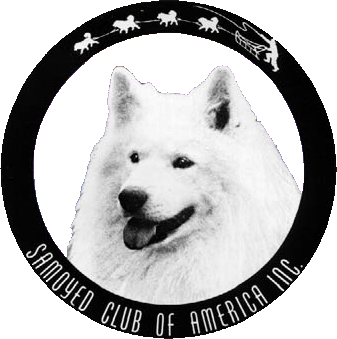 SAMOYED CLUB OF AMERICA INC.